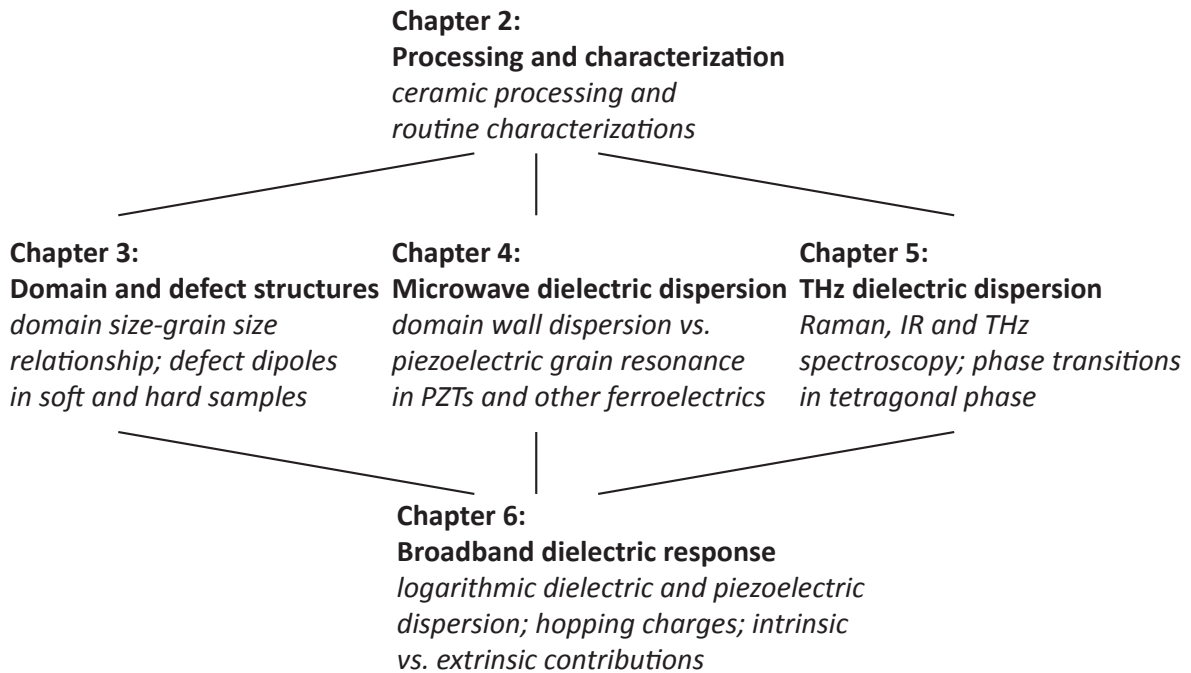 Chapter 2:
Processing and characterization
ceramic processing and
routine characterizations
Chapter 3:
Domain and defect structures
domain size-grain size
relationship; defect dipoles
in soft and hard samples
Chapter 4:
Microwave dielectric dispersion
domain wall dispersion vs.
piezoelectric grain resonance
in PZTs and other ferroelectrics
Chapter 5:
THz dielectric dispersion
Raman, IR and THz
spectroscopy; phase transitions
in tetragonal phase
Chapter 6:
Broadband dielectric response
logarithmic dielectric and piezoelectric
dispersion; hopping charges; intrinsic
vs. extrinsic contributions